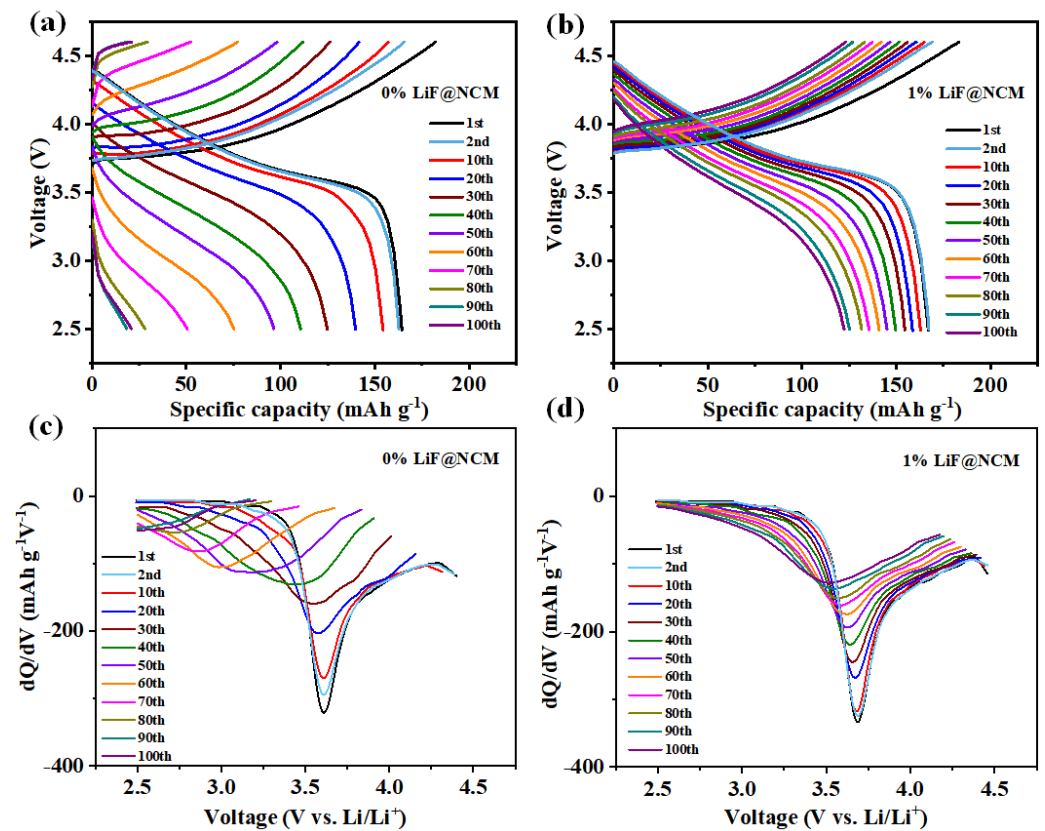 (a)
0% LiF@NCM
1st
2nd
10th
20th
30th
40th
50th
60th
70th
80th
90th
100th
4.5
4.0
3.5
3.0
2.5
Voltage (V)
0
50
100
150
200
Specific capacity (mAh g⁻¹)
(b)
1% LiF@NCM
1st
2nd
10th
20th
30th
40th
50th
60th
70th
80th
90th
100th
4.5
4.0
3.5
3.0
2.5
Voltage (V)
0
50
100
150
200
Specific capacity (mAh g⁻¹)
(c)
0% LiF@NCM
1st
2nd
10th
20th
30th
40th
50th
60th
70th
80th
90th
100th
0
−200
−400
dQ/dV (mAh g⁻¹V⁻¹)
2.5
3.0
3.5
4.0
4.5
Voltage (V vs. Li/Li⁺)
(d)
1% LiF@NCM
1st
2nd
10th
20th
30th
40th
50th
60th
70th
80th
90th
100th
0
−200
−400
dQ/dV (mAh g⁻¹V⁻¹)
2.5
3.0
3.5
4.0
4.5
Voltage (V vs. Li/Li⁺)